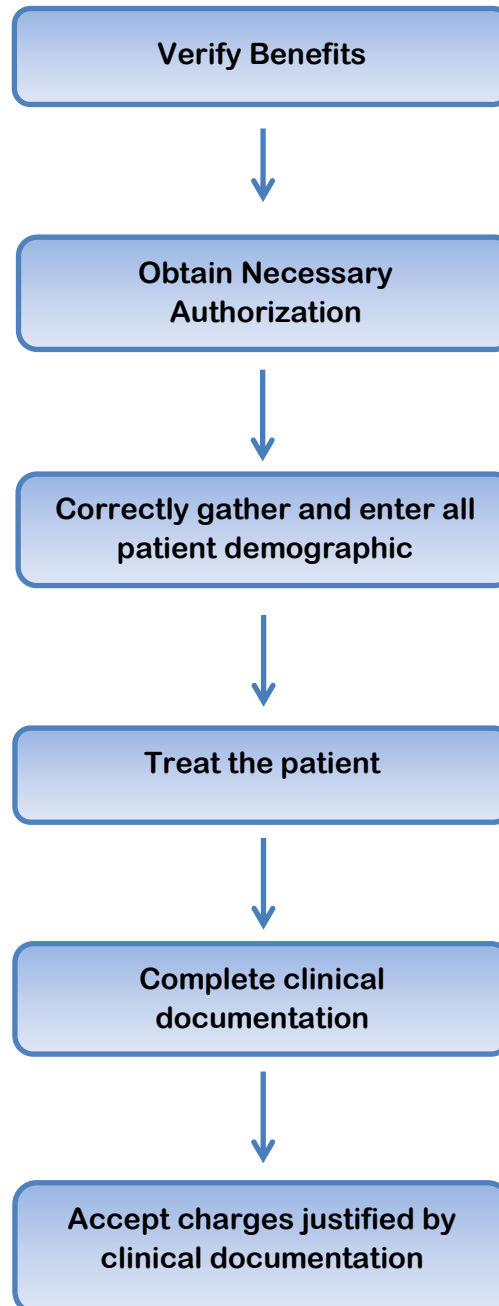 Verify Benefits
Obtain Necessary
Authorization
Correctly gather and enter all
patient demographic
Treat the patient
Complete clinical
documentation
Accept charges justified by
clinical documentation